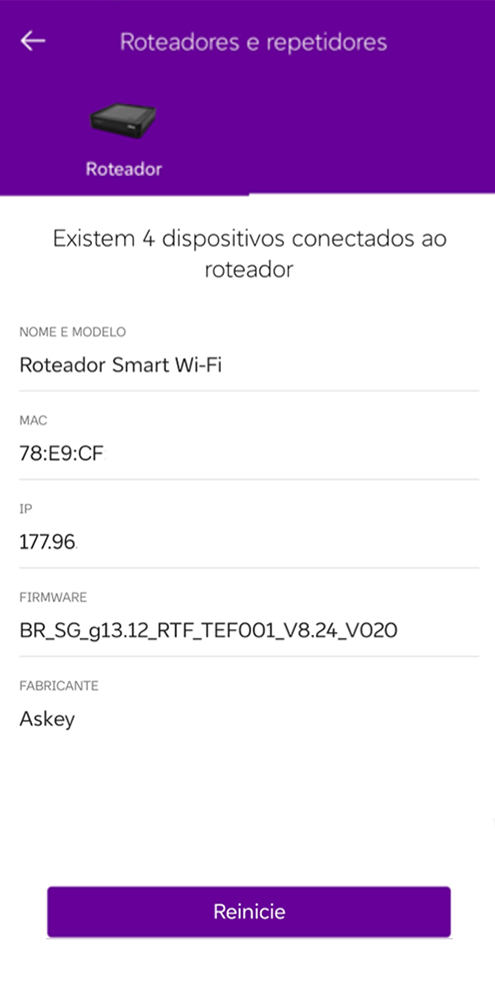 Roteadores e repetidores
Roteador
Existem 4 dispositivos conectados ao
roteador
NOME E MODELO
Roteador Smart Wi-Fi
MAC
78:E9:CF
IP
177.96.
FIRMWARE
BR_SG_g13.12_RTF_TEF001_V8.24_V020
FABRICANTE
Askey
Reinicie